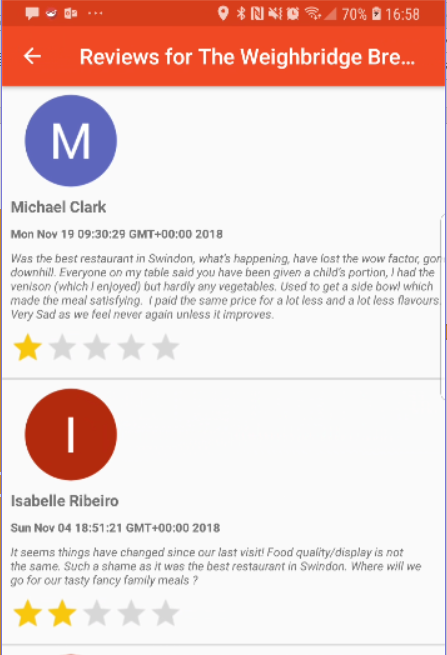 70% 16:58
Reviews for The Weighbridge Bre...
M
Michael Clark
Mon Nov 19 09:30:29 GMT+00:00 2018
Was the best restaurant in Swindon, what's happening, have lost the wow factor, gon
downhill. Everyone on my table said you have been given a child's portion, I had the
venison (which I enjoyed) but hardly any vegetables. Used to get a side bowl which
made the meal satisfying. I paid the same price for a lot less and a lot less flavours
Very Sad as we feel never again unless it improves.
I
Isabelle Ribeiro
Sun Nov 04 18:51:21 GMT+00:00 2018
It seems things have changed since our last visit! Food quality/display is not
the same. Such a shame as it was the best restaurant in Swindon. Where will we
go for our tasty fancy family meals ?